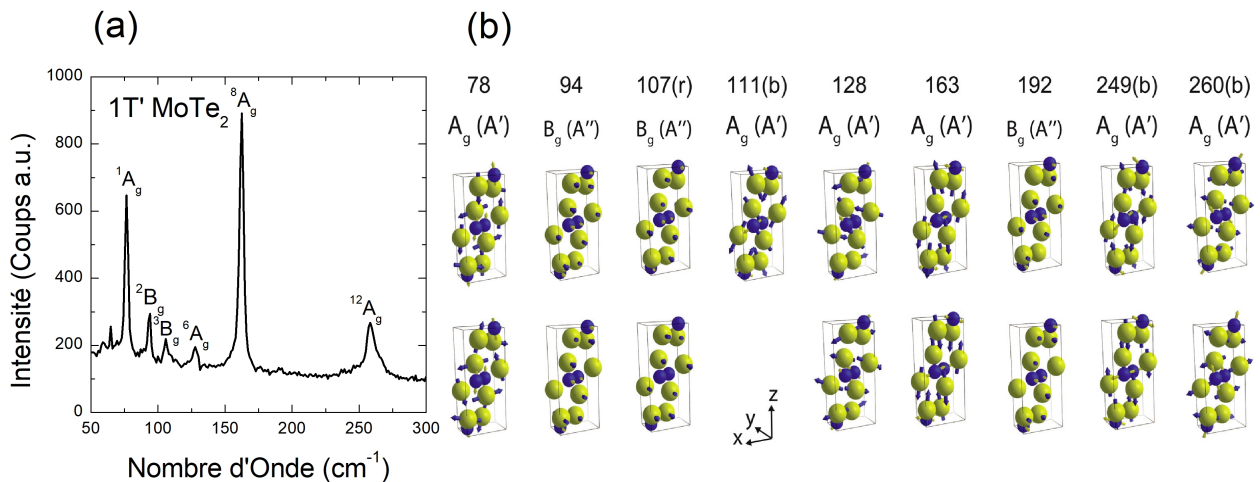 (a)
1000
800
600
400
200
0
Intensité (Coups a.u.)
1T' MoTe₂
¹Ag
²Bg
³Bg
⁶Ag
⁸Ag
¹²Ag
50 100 150 200 250 300
Nombre d'Onde (cm⁻¹)
(b)
78 94 107(r) 111(b) 128 163 192 249(b) 260(b)
Ag (A′) Bg (A″) Bg (A″) Ag (A′) Ag (A′) Ag (A′) Bg (A″) Ag (A′) Ag (A′)
z
y
x